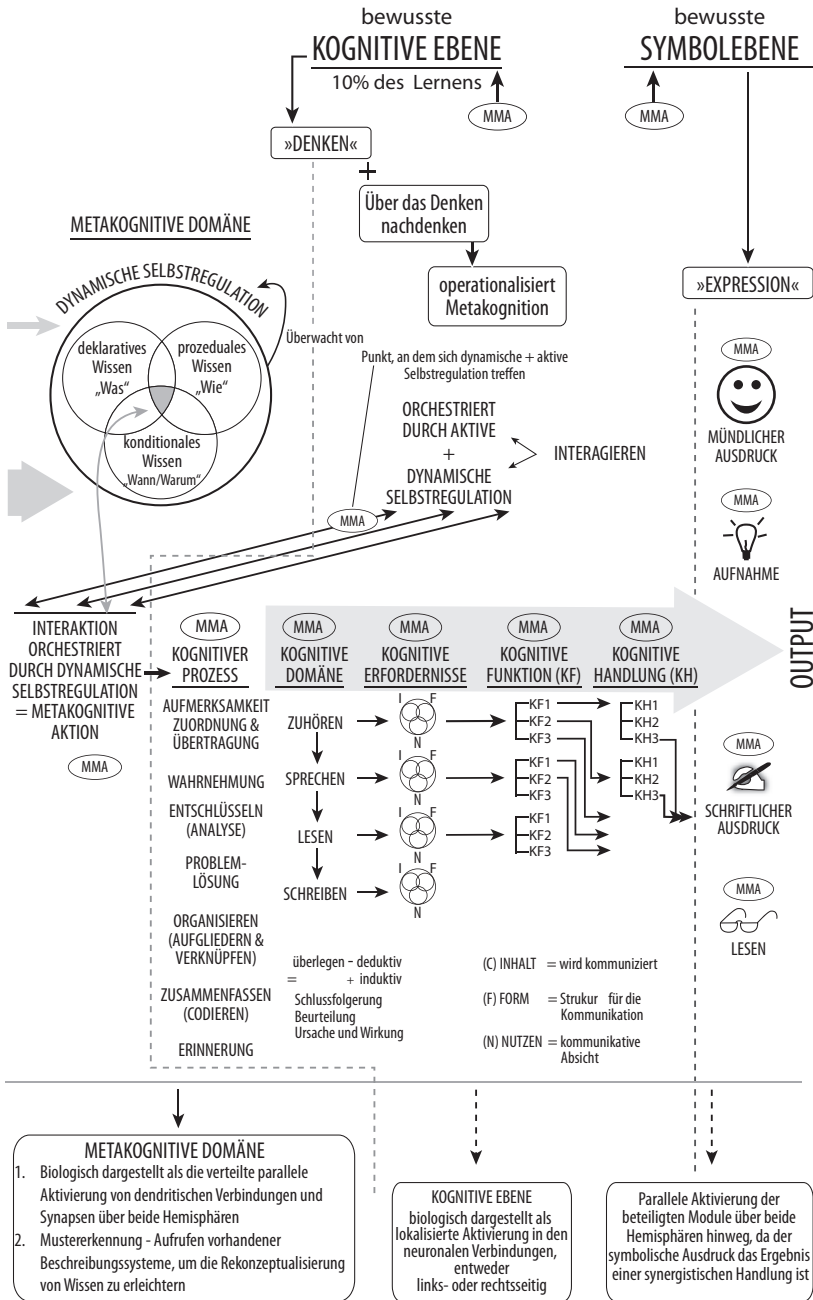 bewusste
KOGNITIVE EBENE
10% des Lernens
MMA
bewusste
SYMBOLEBENE
MMA
»DENKEN«
+
Über das Denken
nachdenken
operationalisiert
Metakognition
»EXPRESSION«
METAKOGNITIVE DOMÄNE
DYNAMISCHE SELBSTREGULATION
deklaratives
Wissen
„Was“
prozeduales
Wissen
„Wie“
konditionales
Wissen
„Wann/Warum“
Überwacht von
Punkt, an dem sich dynamische + aktive
Selbstregulation treffen
ORCHESTRIERT
DURCH AKTIVE
+
DYNAMISCHE
SELBSTREGULATION
INTERAGIEREN
MMA
MMA
MÜNDLICHER
AUSDRUCK
MMA
AUFNAHME
INTERAKTION
ORCHESTRIERT
DURCH DYNAMISCHE
SELBSTREGULATION
= METAKOGNITIVE
AKTION
MMA
MMA
KOGNITIVER
PROZESS
AUFMERKSAMKEIT
ZUORDNUNG &
ÜBERTRAGUNG
WAHRNEHMUNG
ENTSCHLÜSSELN
(ANALYSE)
PROBLEM-
LÖSUNG
ORGANISIEREN
(AUFGLIEDERN &
VERKNÜPFEN)
ZUSAMMENFASSEN
(CODIEREN)
ERINNERUNG
MMA
KOGNITIVE
DOMÄNE
ZUHÖREN
SPRECHEN
LESEN
SCHREIBEN
MMA
KOGNITIVE
ERFORDERNISSE
I F
N
I F
N
I F
N
I F
N
MMA
KOGNITIVE
FUNKTION (KF)
KF1
KF2
KF3
KF1
KF2
KF3
KF1
KF2
KF3
MMA
KOGNITIVE
HANDLUNG (KH)
KH1
KH2
KH3
KH1
KH2
KH3
OUTPUT
MMA
SCHRIFTLICHER
AUSDRUCK
MMA
LESEN
überlegen – deduktiv
= + induktiv
Schlussfolgerung
Beurteilung
Ursache und Wirkung
(C) INHALT = wird kommuniziert
(F) FORM = Strukur für die
Kommunikation
(N) NUTZEN = kommunikative
Absicht
METAKOGNITIVE DOMÄNE
1. Biologisch dargestellt als die verteilte parallele
Aktivierung von dendritischen Verbindungen und
Synapsen über beide Hemisphären
2. Mustererkennung - Aufrufen vorhandener
Beschreibungssysteme, um die Rekonzeptualisierung
von Wissen zu erleichtern
KOGNITIVE EBENE
biologisch dargestellt als
lokalisierte Aktivierung in den
neuronalen Verbindungen,
entweder
links- oder rechtsseitig
Parallele Aktivierung der
beteiligten Module über beide
Hemisphären hinweg, da der
symbolische Ausdruck das Ergebnis
einer synergistischen Handlung ist